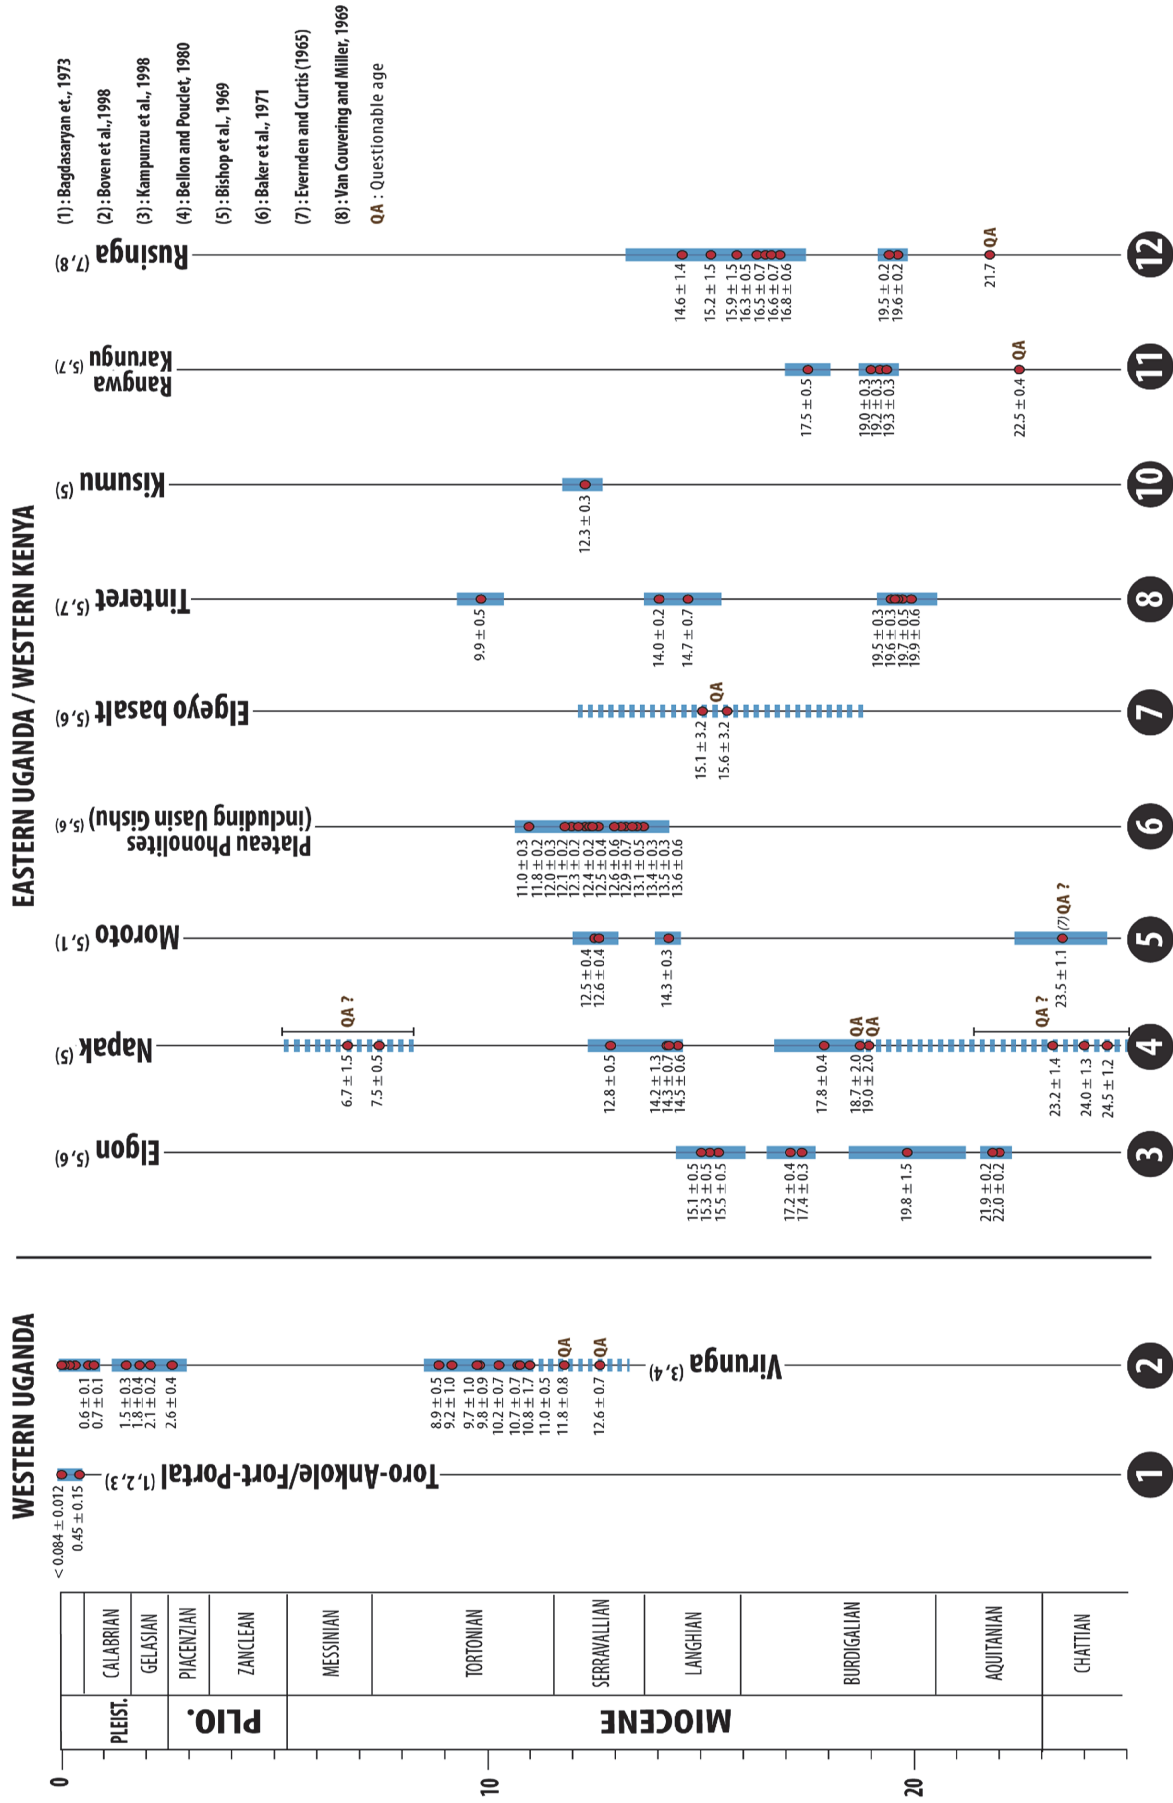 WESTERN UGANDA
EASTERN UGANDA / WESTERN KENYA
0
10
20
PLEIST.
PLIO.
MIOCENE
CALABRIAN
GELASIAN
PIACENZIAN
ZANCLEAN
MESSINIAN
TORTONIAN
SERRAVALLIAN
LANGHIAN
BURDIGALIAN
AQUITANIAN
CHATTIAN
Toro-Ankole/Fort-Portal (1, 2, 3)
< 0.084 ± 0.012
0.45 ± 0.15
1
Virunga (3, 4)
0.6 ± 0.1
0.7 ± 0.1
1.5 ± 0.3
1.8 ± 0.4
2.1 ± 0.2
2.6 ± 0.4
8.9 ± 0.5
9.2 ± 1.0
9.7 ± 1.0
9.8 ± 0.9
10.2 ± 0.7
10.7 ± 0.7
10.8 ± 1.7
11.0 ± 0.5
11.8 ± 0.8
QA
12.6 ± 0.7
QA
2
Elgon (5,6)
15.1 ± 0.5
15.3 ± 0.5
15.5 ± 0.5
17.2 ± 0.4
17.4 ± 0.3
19.8 ± 1.5
21.9 ± 0.2
22.0 ± 0.2
3
Napak (5)
6.7 ± 1.5
7.5 ± 0.5
QA ?
12.8 ± 0.5
14.2 ± 1.3
14.3 ± 0.7
14.5 ± 0.6
17.8 ± 0.4
18.7 ± 2.0
QA
19.0 ± 2.0
QA
23.2 ± 1.4
24.0 ± 1.3
24.5 ± 1.2
QA ?
4
Moroto (5,1)
12.5 ± 0.4
12.6 ± 0.4
14.3 ± 0.3
23.5 ± 1.1
(7) QA ?
5
Plateau Phonolites
(including Uasin Gishu) (5,6)
11.0 ± 0.3
11.8 ± 0.2
12.0 ± 0.3
12.1 ± 0.2
12.3 ± 0.2
12.4 ± 0.2
12.5 ± 0.4
12.6 ± 0.6
12.9 ± 0.7
13.1 ± 0.5
13.4 ± 0.3
13.5 ± 0.3
13.6 ± 0.6
6
Elgeyo basalt (5,6)
15.1 ± 3.2
QA
15.6 ± 3.2
7
Tinteret (5,7)
9.9 ± 0.5
14.0 ± 0.2
14.7 ± 0.7
19.5 ± 0.3
19.6 ± 0.3
19.7 ± 0.5
19.9 ± 0.6
8
Kisumu (5)
12.3 ± 0.3
10
Rangwa
Karungu (5,7)
17.5 ± 0.5
19.0 ± 0.3
19.2 ± 0.3
19.3 ± 0.3
22.5 ± 0.4
QA
11
Rusinga (7,8)
14.6 ± 1.4
15.2 ± 1.5
15.9 ± 1.5
16.3 ± 0.5
16.5 ± 0.7
16.6 ± 0.7
16.8 ± 0.6
19.5 ± 0.2
19.6 ± 0.2
21.7
QA
12
(1) : Bagdasaryan et., 1973
(2) : Boven et al.,1998
(3) : Kampunzu et al., 1998
(4) : Bellon and Pouclet, 1980
(5) : Bishop et al., 1969
(6) : Baker et al., 1971
(7) : Evernden and Curtis (1965)
(8) : Van Couvering and Miller, 1969
QA : Questionable age